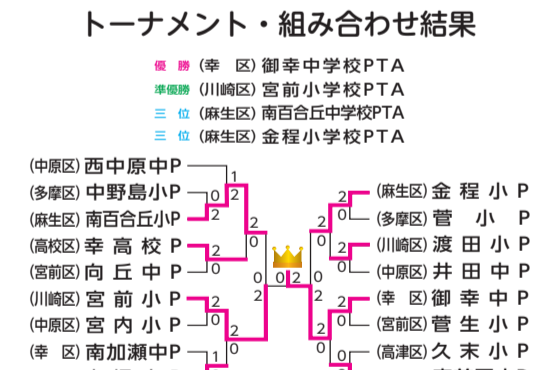 トーナメント・組み合わせ結果
優勝 (幸 区) 御幸中学校PTA
準優勝 (川崎区) 宮前小学校PTA
三位 (麻生区) 南百合丘中学校PTA
三位 (麻生区) 金程小学校PTA
(中原区) 西中原中P
(多摩区) 中野島小P
(麻生区) 南百合丘小P
(高校区) 幸高校P
(宮前区) 向丘中P
(川崎区) 宮前小P
(中原区) 宮内小P
(幸 区) 南加瀬中P
1
0 2
2
2
0
2
0
2
0
2
0
1
0
2
0 2
0
2
2
0
2
0
2
0
2
0
2
0
2
0
0
(麻生区) 金程小P
(多摩区) 菅小P
(川崎区) 渡田小P
(中原区) 井田中P
(幸 区) 御幸中P
(宮前区) 菅生小P
(高津区) 久末小P